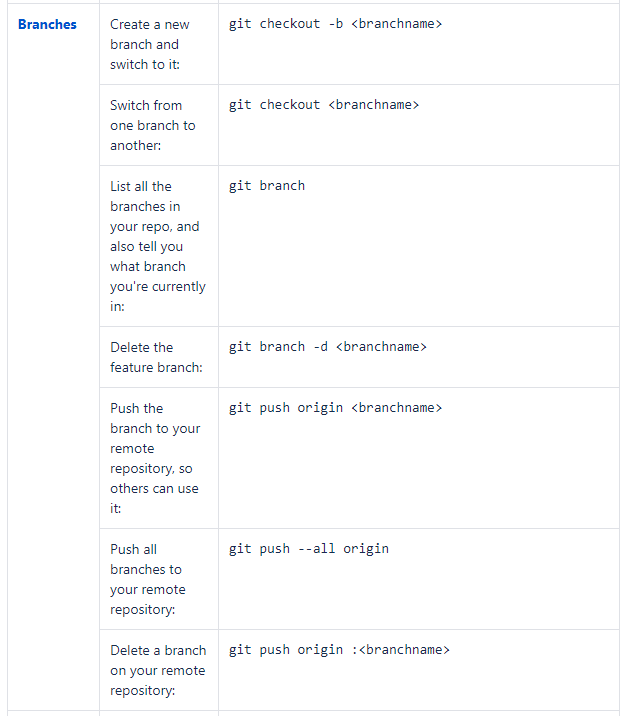 Branches
Create a new
branch and
switch to it:
git checkout -b <branchname>
Switch from
one branch to
another:
git checkout <branchname>
List all the
branches in
your repo, and
also tell you
what branch
you're currently
in:
git branch
Delete the
feature branch:
git branch -d <branchname>
Push the
branch to your
remote
repository, so
others can use
it:
git push origin <branchname>
Push all
branches to
your remote
repository:
git push --all origin
Delete a branch
on your remote
repository:
git push origin :<branchname>